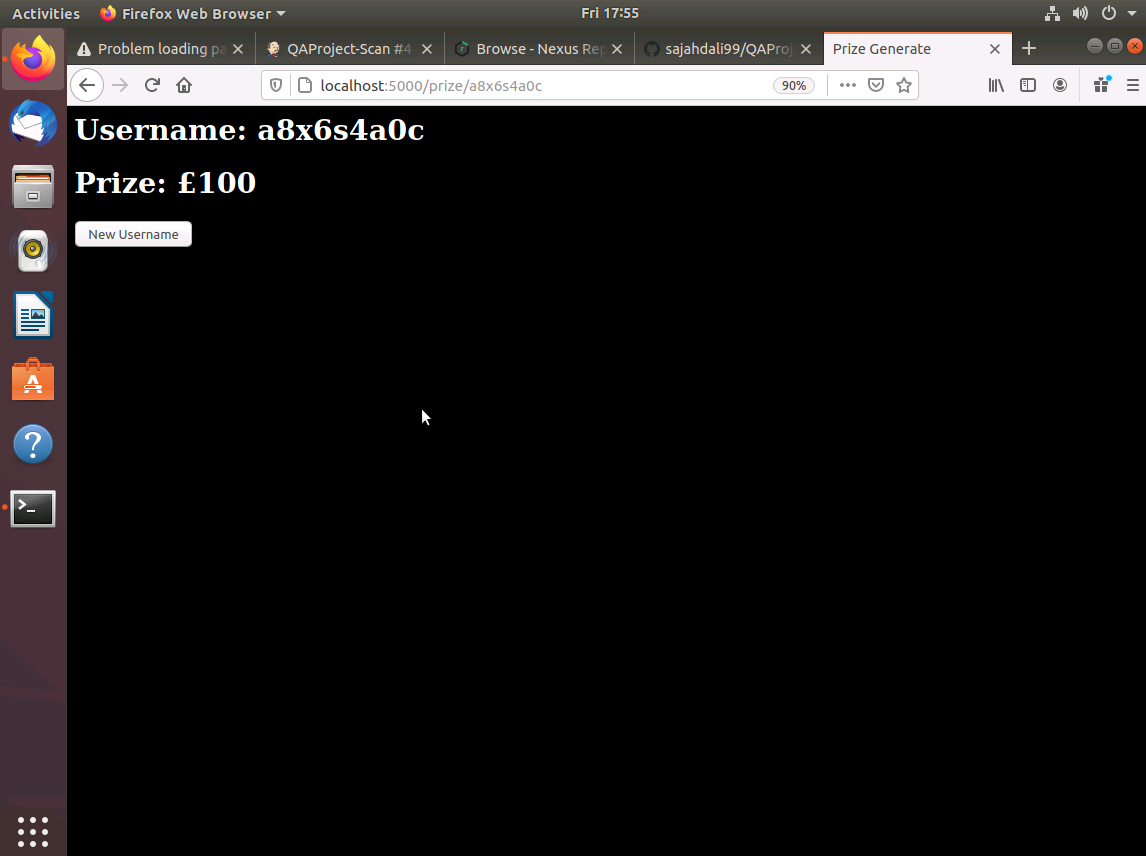 Activities Firefox Web Browser Fri 17:55
Problem loading pa QAProject-Scan #4 Browse - Nexus Rep sajahdali99/QAProj Prize Generate
localhost:5000/prize/a8x6s4a0c 90%
Username: a8x6s4a0c
Prize: £100
New Username